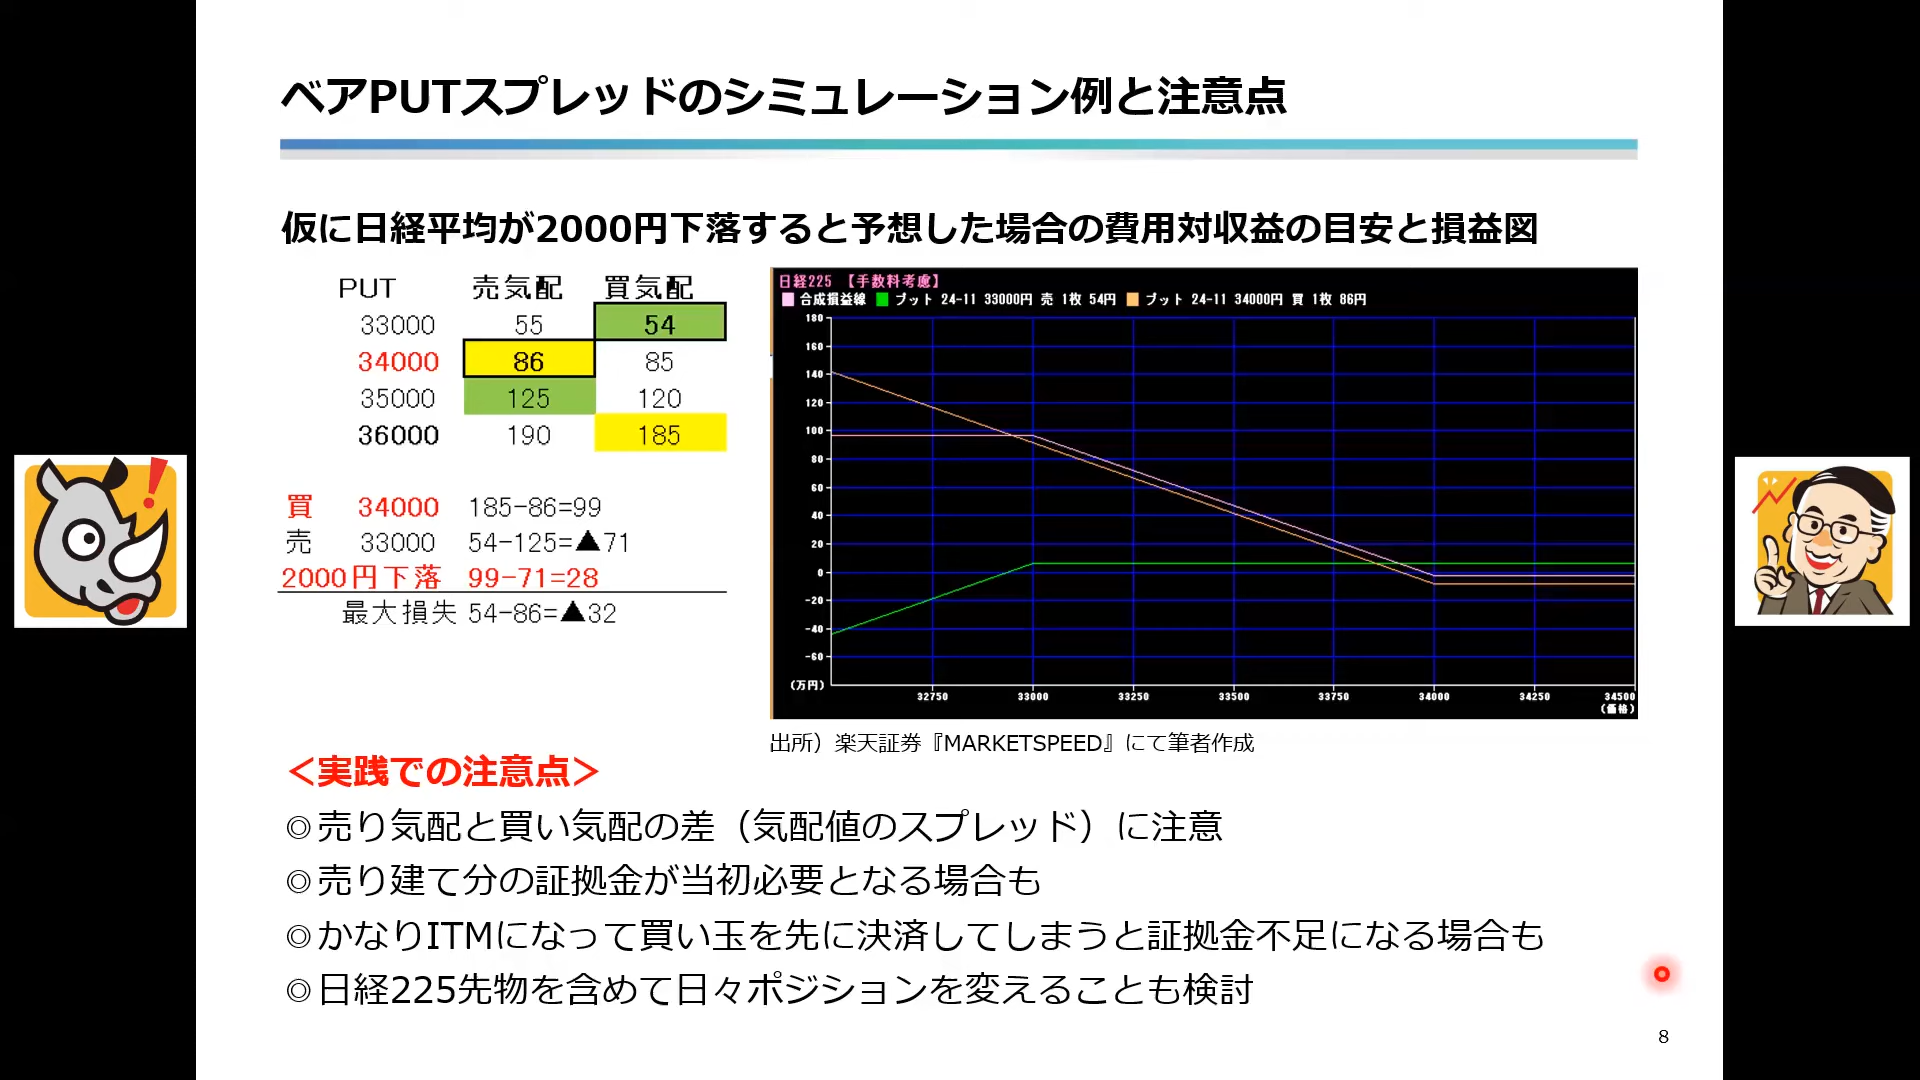 ベアPUTスプレッドのシミュレーション例と注意点
仮に日経平均が2000円下落すると予想した場合の費用対収益の目安と損益図
PUT 売気配 買気配
33000 55 54
34000 86 85
35000 125 120
36000 190 185
買 34000 185-86=99
売 33000 54-125=▲71
2000円下落 99-71=28
最大損失 54-86=▲32
日経225 【手数料考慮】
合成損益線 プット 24-11 33000円 売 1枚 54円 プット 24-11 34000円 買 1枚 86円
180
160
140
120
100
80
60
40
20
0
-20
-40
-60
(万円)
32750 33000 33250 33500 33750 34000 34250 34500
(価格)
出所）楽天証券『MARKETSPEED』にて筆者作成
＜実践での注意点＞
◎売り気配と買い気配の差（気配値のスプレッド）に注意
◎売り建て分の証拠金が当初必要となる場合も
◎かなりITMになって買い玉を先に決済してしまうと証拠金不足になる場合も
◎日経225先物を含めて日々ポジションを変えることも検討
8